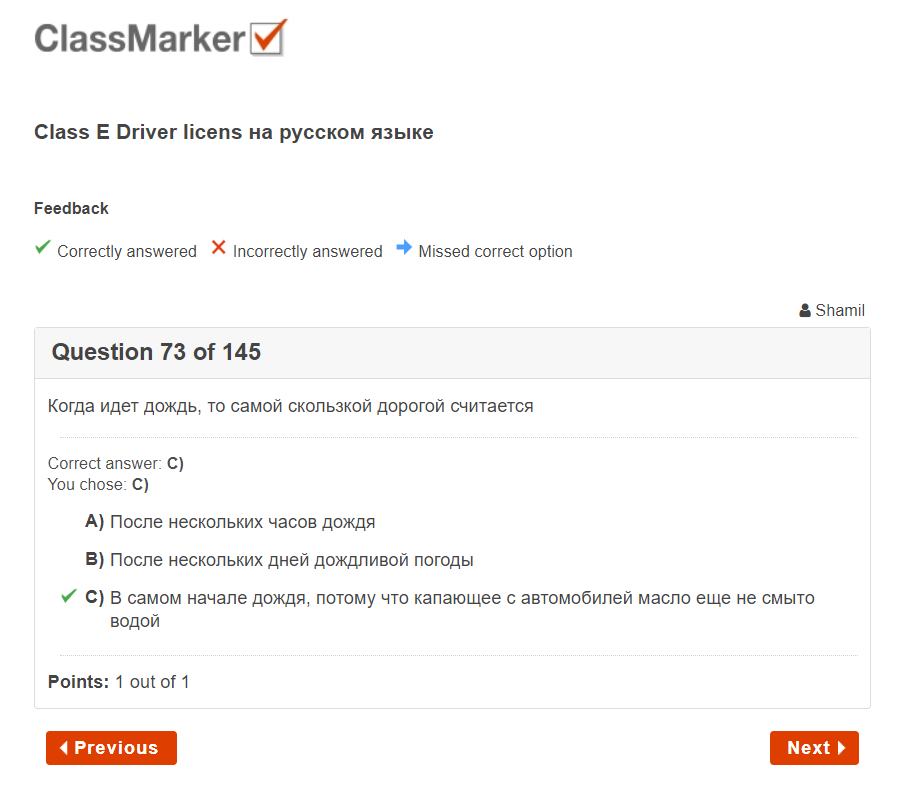 ClassMarker
Class E Driver licens на русском языке
Feedback
Correctly answered Incorrectly answered Missed correct option
Shamil
Question 73 of 145
Когда идет дождь, то самой скользкой дорогой считается
Correct answer: C)
You chose: C)
A) После нескольких часов дождя
B) После нескольких дней дождливой погоды
C) В самом начале дождя, потому что капающее с автомобилей масло еще не смыто
водой
Points: 1 out of 1
Previous
Next